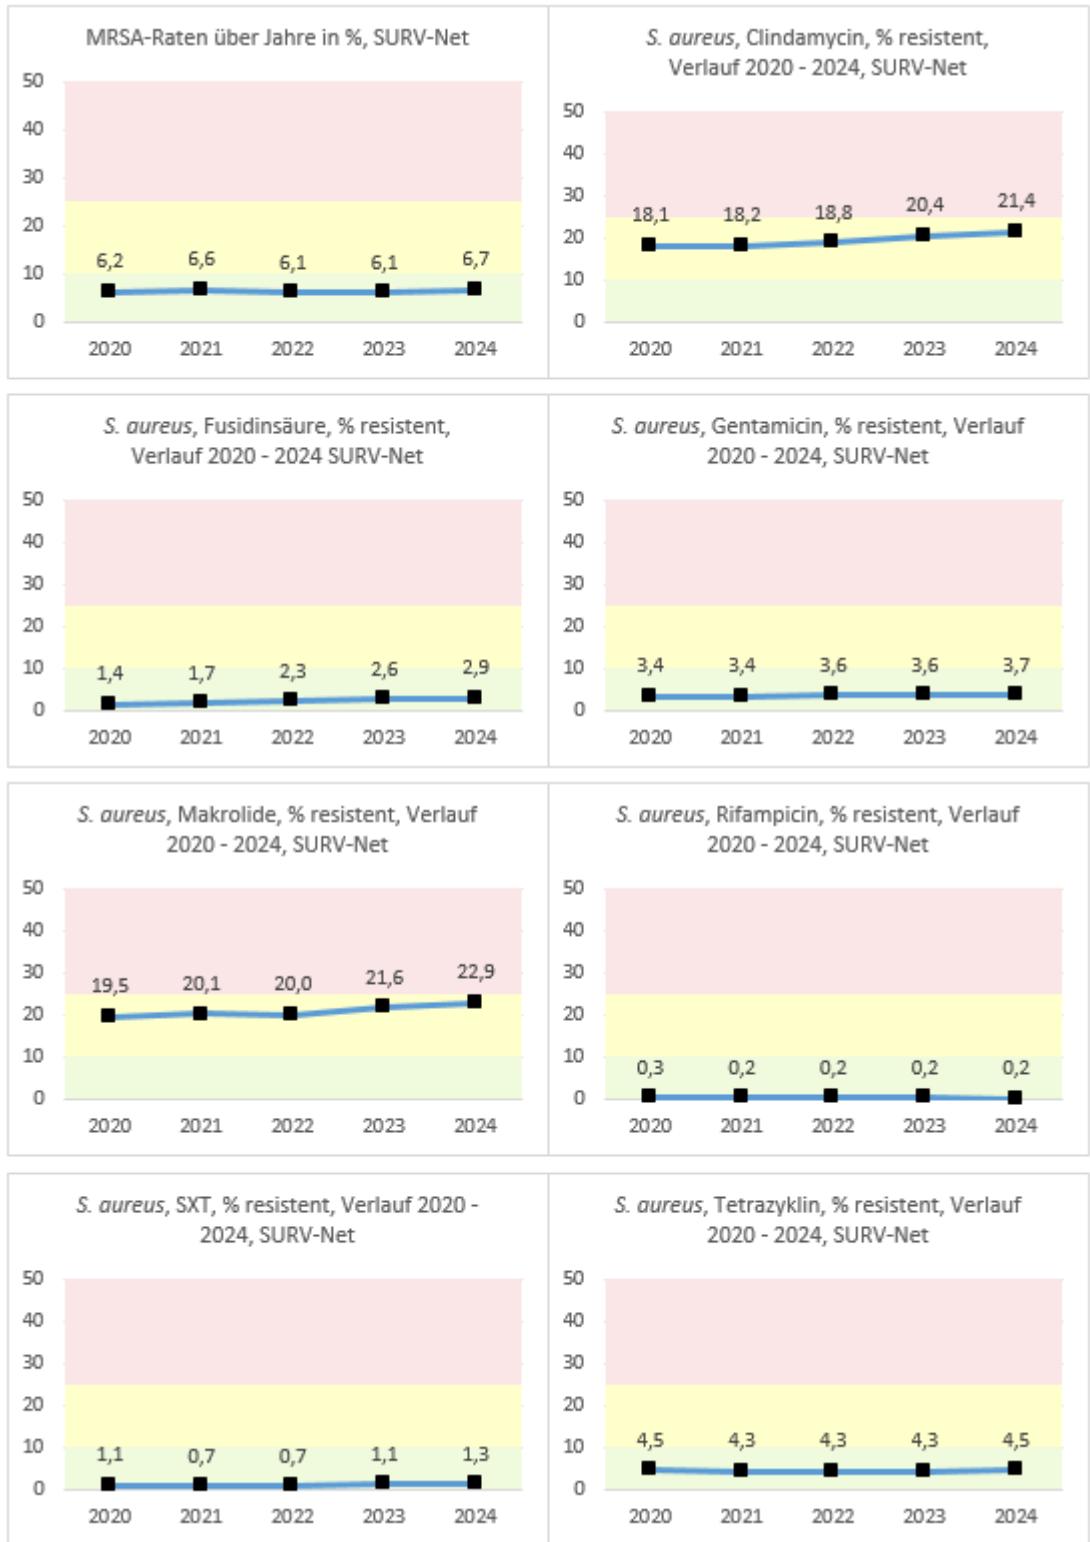 MRSA-Raten über Jahre in %, SURV-Net
50
40
30
20
10
0
6,2 6,6 6,1 6,1 6,7
2020 2021 2022 2023 2024
S. aureus, Clindamycin, % resistent,
Verlauf 2020 - 2024, SURV-Net
50
40
30
20
10
0
18,1 18,2 18,8 20,4 21,4
2020 2021 2022 2023 2024
S. aureus, Fusidinsäure, % resistent,
Verlauf 2020 - 2024 SURV-Net
50
40
30
20
10
0
1,4 1,7 2,3 2,6 2,9
2020 2021 2022 2023 2024
S. aureus, Gentamicin, % resistent, Verlauf
2020 - 2024, SURV-Net
50
40
30
20
10
0
3,4 3,4 3,6 3,6 3,7
2020 2021 2022 2023 2024
S. aureus, Makrolide, % resistent, Verlauf
2020 - 2024, SURV-Net
50
40
30
20
10
0
19,5 20,1 20,0 21,6 22,9
2020 2021 2022 2023 2024
S. aureus, Rifampicin, % resistent, Verlauf
2020 - 2024, SURV-Net
50
40
30
20
10
0
0,3 0,2 0,2 0,2 0,2
2020 2021 2022 2023 2024
S. aureus, SXT, % resistent, Verlauf 2020 -
2024, SURV-Net
50
40
30
20
10
0
1,1 0,7 0,7 1,1 1,3
2020 2021 2022 2023 2024
S. aureus, Tetrazyklin, % resistent, Verlauf
2020 - 2024, SURV-Net
50
40
30
20
10
0
4,5 4,3 4,3 4,3 4,5
2020 2021 2022 2023 2024